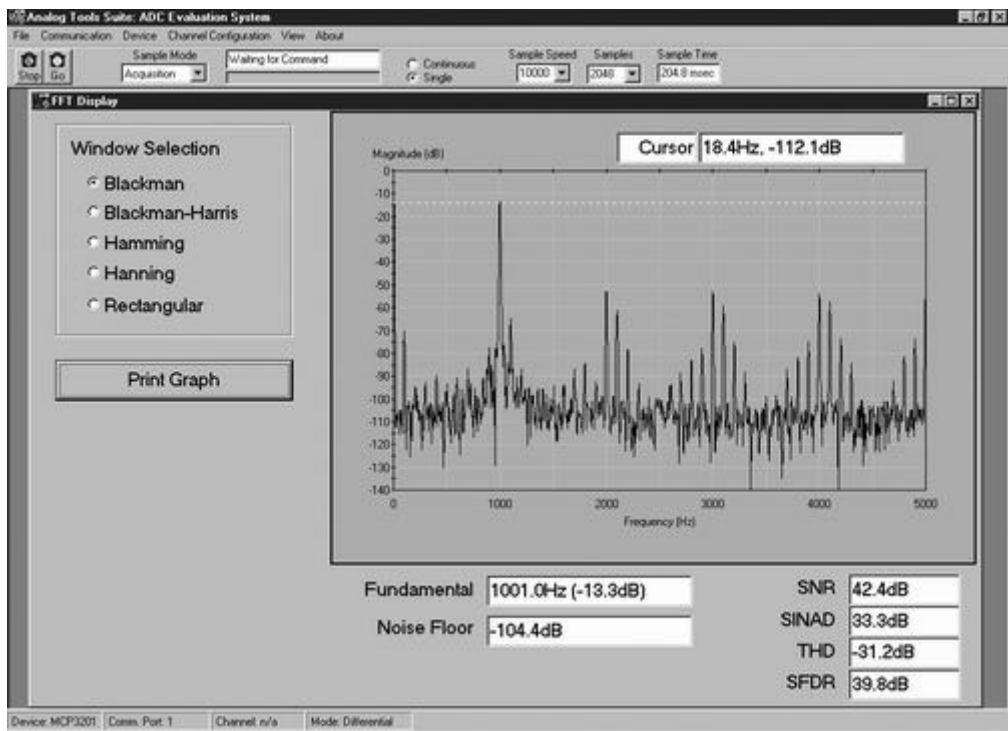 Analog Tools Suite: ADC Evaluation System
File Communication Device Channel Configuration View About
Stop Go
Sample Mode
Acquisition
Waiting for Command
Continuous
Single
Sample Speed
10000
Samples
2048
Sample Time
204.8 msec
FFT Display
Window Selection
Blackman
Blackman-Harris
Hamming
Hanning
Rectangular
Print Graph
Cursor 18.4Hz, -112.1dB
Magnitude (dB)
0
-10
-20
-30
-40
-50
-60
-70
-80
-90
-100
-110
-120
-130
-140
0 1000 2000 3000 4000 5000
Frequency (Hz)
Fundamental 1001.0Hz (-13.3dB)
Noise Floor -104.4dB
SNR 42.4dB
SINAD 33.3dB
THD -31.2dB
SFDR 39.8dB
Device: MCP3201 Comm. Port: 1 Channel: n/a Mode: Differential